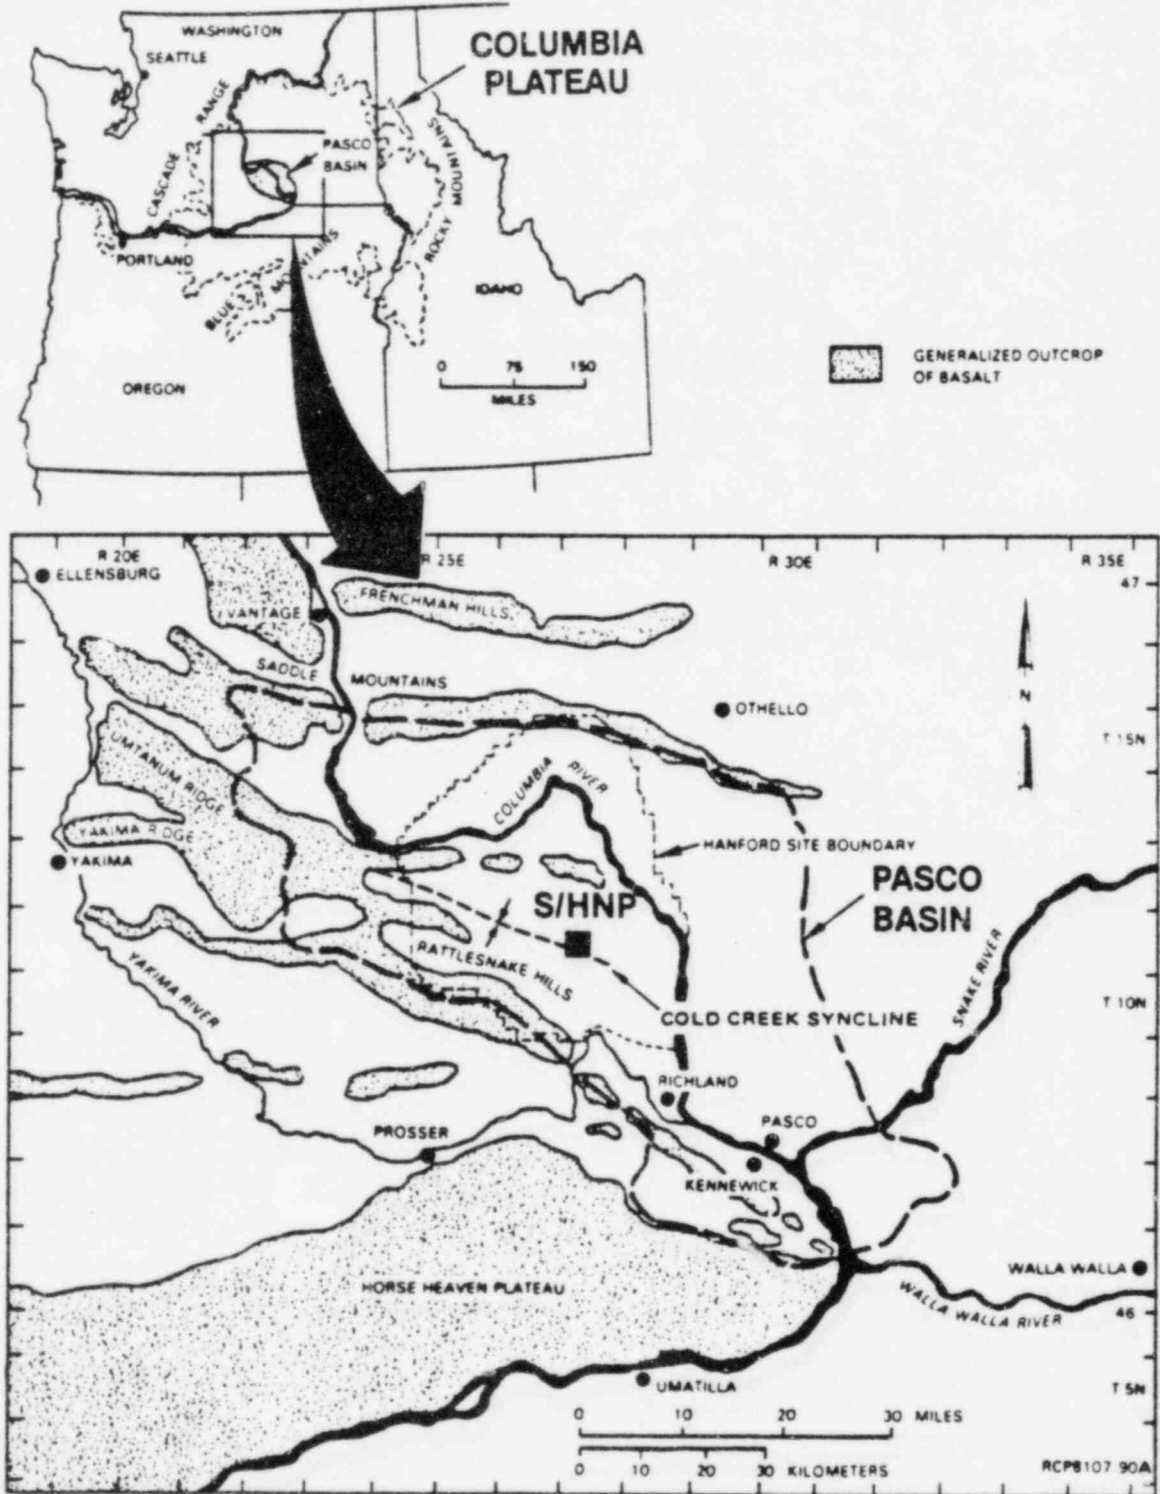 WASHINGTON
SEATTLE
COLUMBIA
PLATEAU
CASCADE RANGE
PASCO
BASIN
ROCKY MOUNTAINS
PORTLAND
BLUE MOUNTAINS
IDAHO
OREGON
0 75 150
MILES
GENERALIZED OUTCROP
OF BASALT
R 20E
R 25E
R 30E
R 35E
ELLENSBURG
47
VANTAGE
FRENCHMAN HILLS
N
SADDLE MOUNTAINS
OTHELLO
T 15N
UMTANUM RIDGE
COLUMBIA RIVER
YAKIMA RIDGE
HANFORD SITE BOUNDARY
YAKIMA
PASCO
BASIN
S/HNP
RATTLESNAKE HILLS
YAKIMA RIVER
SNAKE RIVER
T 10N
COLD CREEK SYNCLINE
RICHLAND
PASCO
PROSSER
KENNEWICK
HORSE HEAVEN PLATEAU
WALLA WALLA
WALLA WALLA RIVER
46
UMATILLA
T 5N
0 10 20 30 MILES
0 10 20 30 KILOMETERS
RCP8107 90A